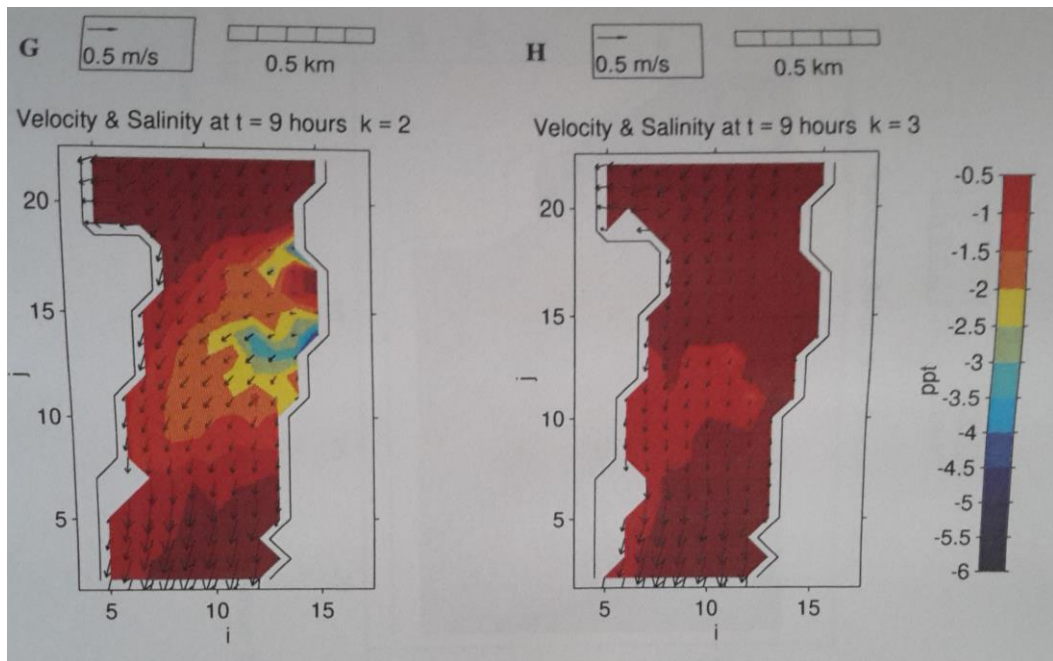 G
0.5 m/s
0.5 km
Velocity & Salinity at t = 9 hours k = 2
20
15
10
5
j
5
10
15
i
H
0.5 m/s
0.5 km
Velocity & Salinity at t = 9 hours k = 3
20
15
10
5
j
5
10
15
i
-0.5
-1
-1.5
-2
-2.5
-3
-3.5
-4
-4.5
-5
-5.5
-6
ppt